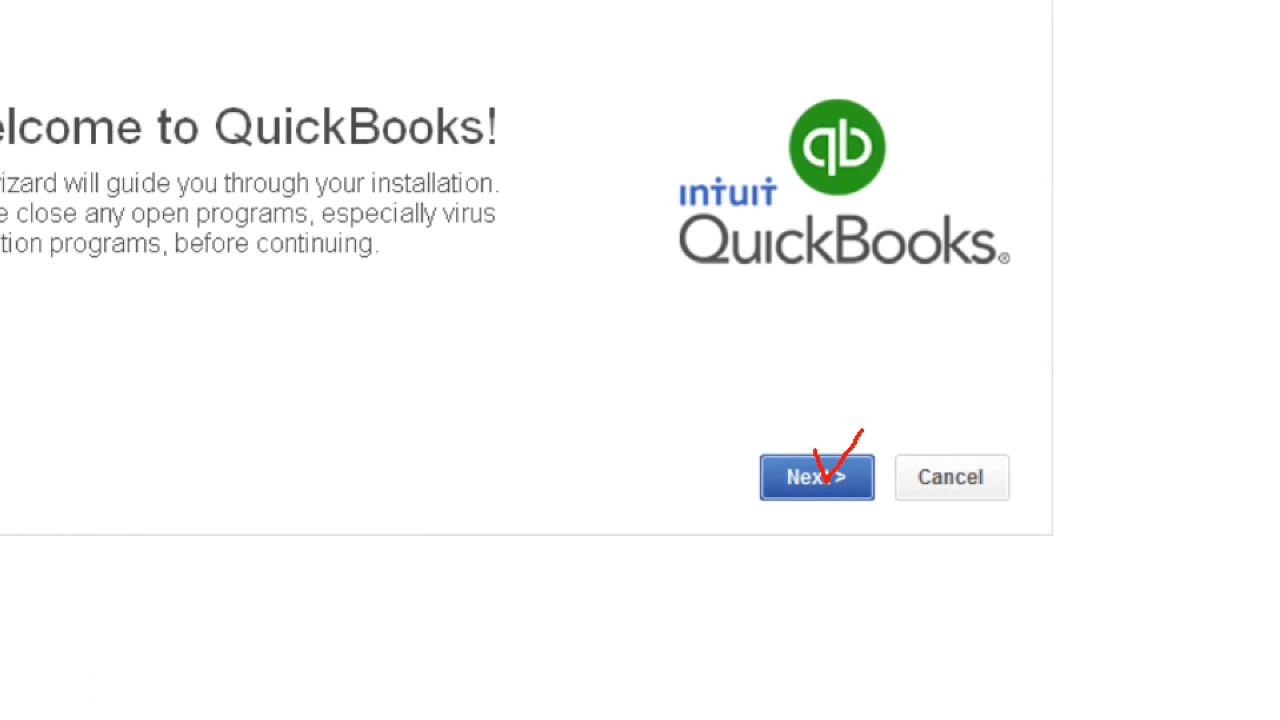 elcome to QuickBooks!
izard will guide you through your installation.
e close any open programs, especially virus
tion programs, before continuing.
qb
intuit
QuickBooks®
Next >
Cancel